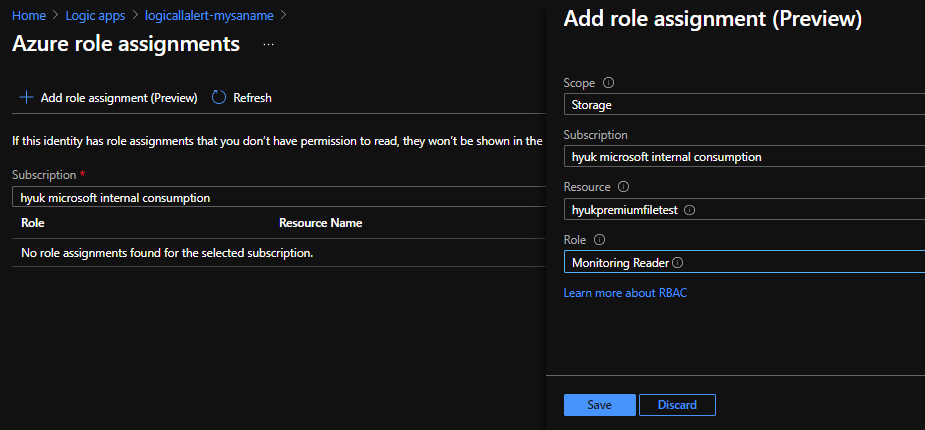 Home > Logic apps > logicallalert-mysaname >
Azure role assignments ...
+ Add role assignment (Preview) Refresh
If this identity has role assignments that you don't have permission to read, they won't be shown in the
Subscription *
hyuk microsoft internal consumption
Role Resource Name
No role assignments found for the selected subscription.
Add role assignment (Preview)
Scope
Storage
Subscription
hyuk microsoft internal consumption
Resource
hyukpremiumfiletest
Role
Monitoring Reader
Learn more about RBAC
Save Discard